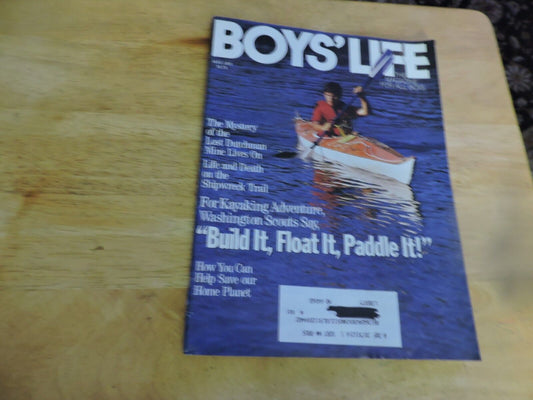 BOYS' LIFE
The Mystery
of the
Lost Dutchman
Mine Lives On
Life and Death
on the
Shipwreck Trail
For Kayaking Adventure,
Washington Scouts Say,
"Build It, Float It, Paddle It!"
How You Can
Help Save our
Home Planet